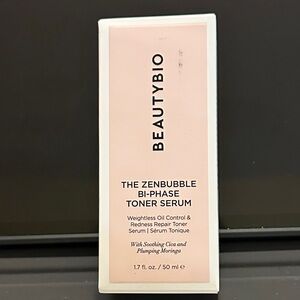 BEAUTYBIO
THE ZENBUBBLE
BI-PHASE
TONER SERUM
Weightless Oil Control &
Redness Repair Toner
Serum | Sérum Tonique
With Soothing Cica and
Plumping Moringa
1.7 fl. oz. / 50 ml ℮